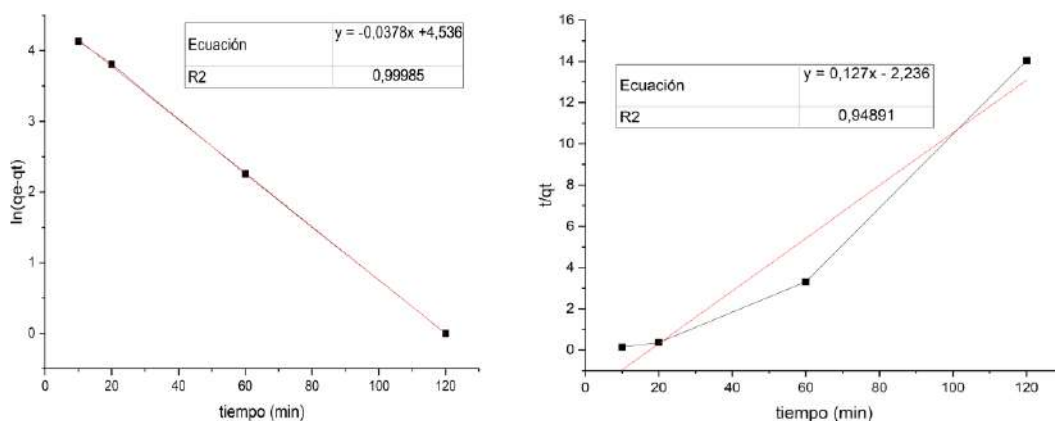 Ecuación y = -0,0378x +4,536
R2 0,99985
ln(qe-qt)
4
3
2
1
0
0 20 40 60 80 100 120
tiempo (min)
Ecuación y = 0,127x - 2,236
R2 0,94891
t/qt
16
14
12
10
8
6
4
2
0
0 20 40 60 80 100 120
tiempo (min)